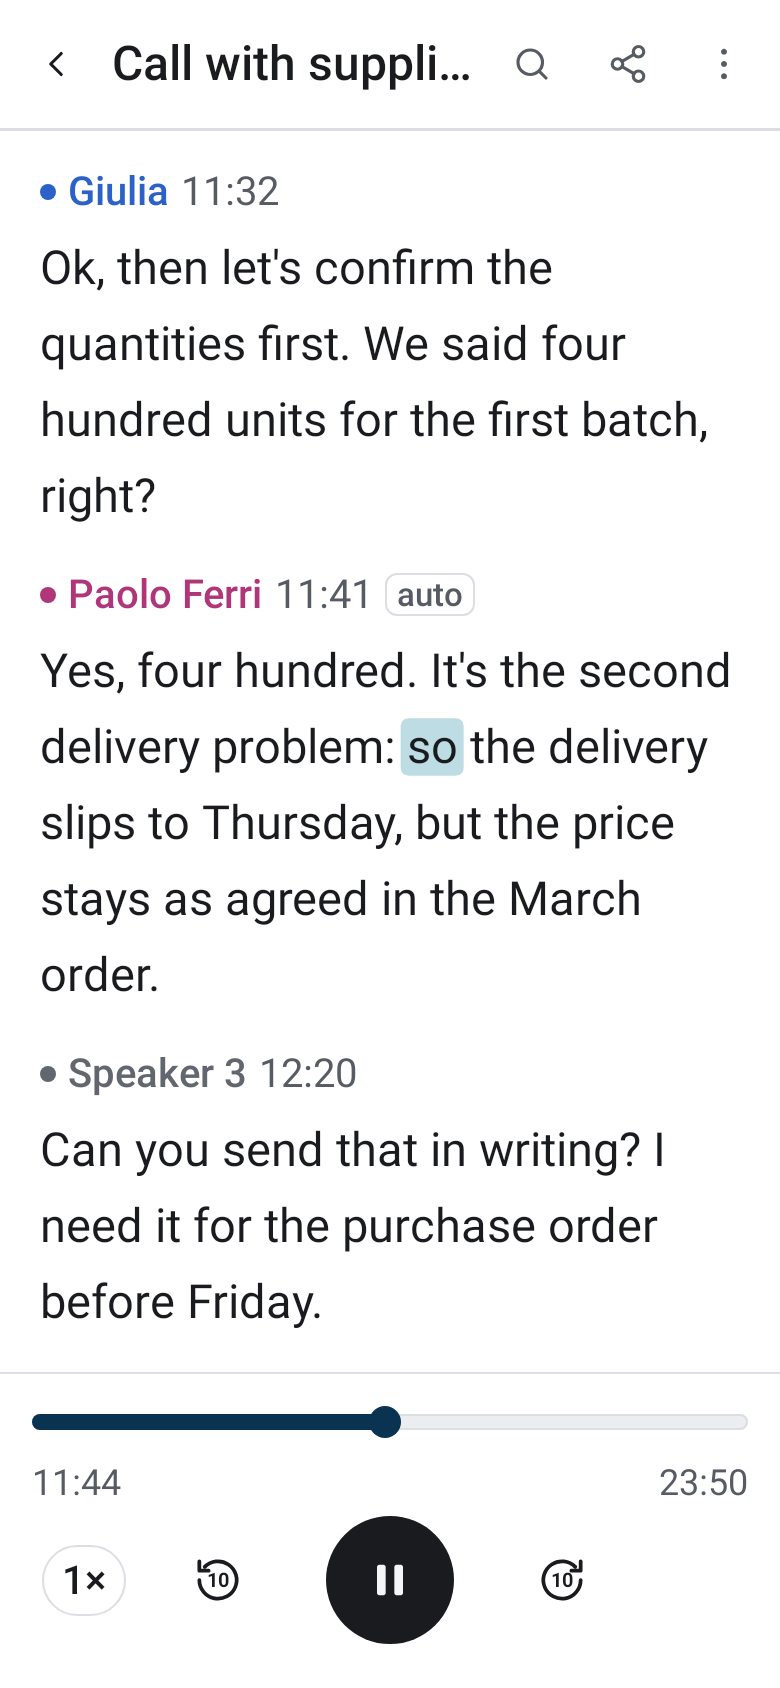 Call with suppli...
Giulia 11:32
Ok, then let's confirm the
quantities first. We said four
hundred units for the first batch,
right?
Paolo Ferri 11:41 auto
Yes, four hundred. It's the second
delivery problem: so the delivery
slips to Thursday, but the price
stays as agreed in the March
order.
Speaker 3 12:20
Can you send that in writing? I
need it for the purchase order
before Friday.
11:44 23:50
1× 10 10